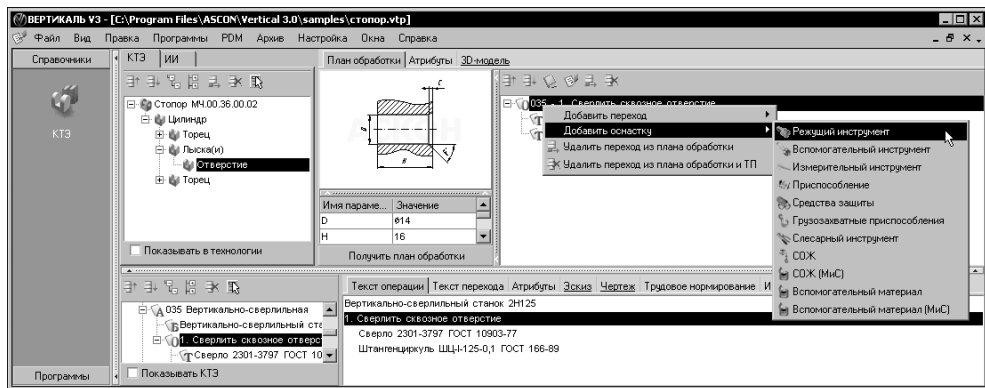 ВЕРТИКАЛЬ V3 - [C:\Program Files\ASCON\Vertical 3.0\samples\стопор.vtp]
Файл Вид Правка Программы PDM Архив Настройка Окна Справка
Справочники
КТЭ
Программы
КТЭ ИИ
Стопор МЧ.00.36.00.02
Цилиндр
Торец
Лыска(и)
Отверстие
Торец
Показывать в технологии
План обработки Атрибуты 3D-модель
Имя параме... Значение
D ø14
H 16
Получить план обработки
035 - 1. Сверлить сквозное отверстие
Добавить переход
Добавить оснастку
Удалить переход из плана обработки
Удалить переход из плана обработки и ТП
Режущий инструмент
Вспомогательный инструмент
Измерительный инструмент
Приспособление
Средства защиты
Грузозахватные приспособления
Слесарный инструмент
СОЖ
СОЖ (МиС)
Вспомогательный материал
Вспомогательный материал (МиС)
035 Вертикально-сверлильная
Вертикально-сверлильный ста
1. Сверлить сквозное отверс
Сверло 2301-3797 ГОСТ 10
Показывать КТЭ
Текст операции Текст перехода Атрибуты Эскиз Чертеж Трудовое нормирование И
Вертикально-сверлильный станок 2Н125
1. Сверлить сквозное отверстие
Сверло 2301-3797 ГОСТ 10903-77
Штангенциркуль ШЦ-I-125-0,1 ГОСТ 166-89